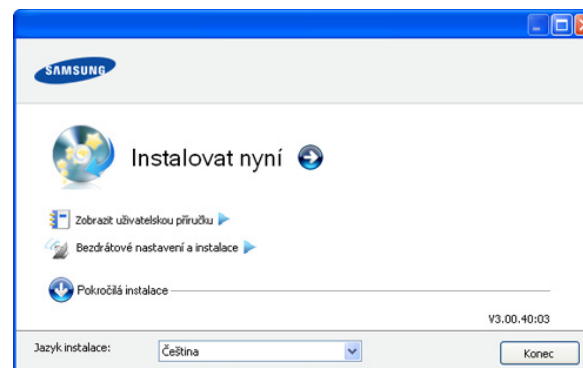 SAMSUNG
Instalovat nyní
Zobrazit uživatelskou příručku
Bezdrátové nastavení a instalace
Pokročilá instalace
V3.00.40:03
Jazyk instalace: Čeština Konec